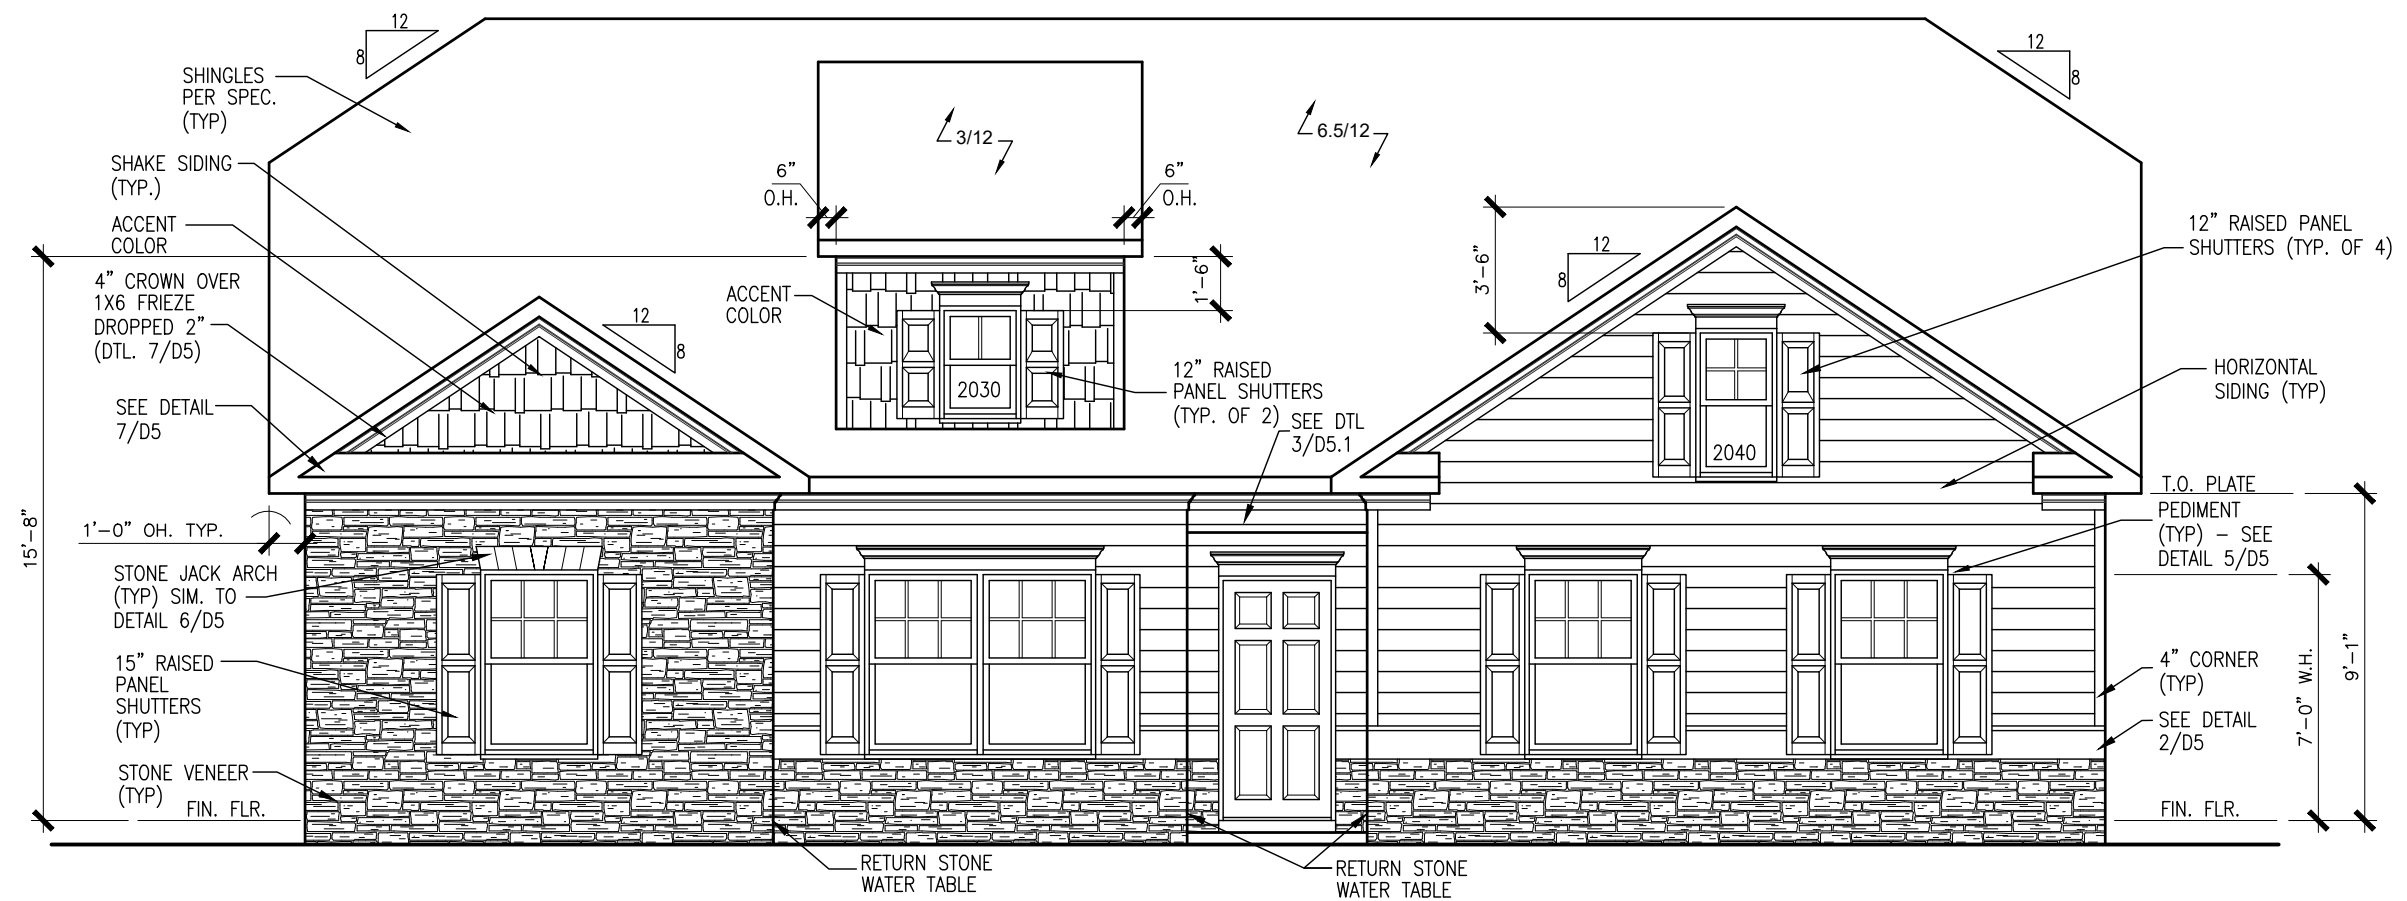 12
8
SHINGLES
PER SPEC.
(TYP)
SHAKE SIDING
(TYP.)
ACCENT
COLOR
4” CROWN OVER
1X6 FRIEZE
DROPPED 2”
(DTL. 7/D5)
SEE DETAIL
7/D5
15’-8”
1’-0” OH. TYP.
STONE JACK ARCH
(TYP) SIM. TO
DETAIL 6/D5
15” RAISED
PANEL
SHUTTERS
(TYP)
STONE VENEER
(TYP)
FIN. FLR.
12
8
3/12
6”
O.H.
6”
O.H.
6.5/12
1’-6”
ACCENT
COLOR
2030
12” RAISED
PANEL SHUTTERS
(TYP. OF 2)
SEE DTL
3/D5.1
RETURN STONE
WATER TABLE
RETURN STONE
WATER TABLE
3’-6”
12
8
2040
12
8
12” RAISED PANEL
SHUTTERS (TYP. OF 4)
HORIZONTAL
SIDING (TYP)
T.O. PLATE
PEDIMENT
(TYP) – SEE
DETAIL 5/D5
4” CORNER
(TYP)
SEE DETAIL
2/D5
7’-0” W.H.
9’-1”
FIN. FLR.